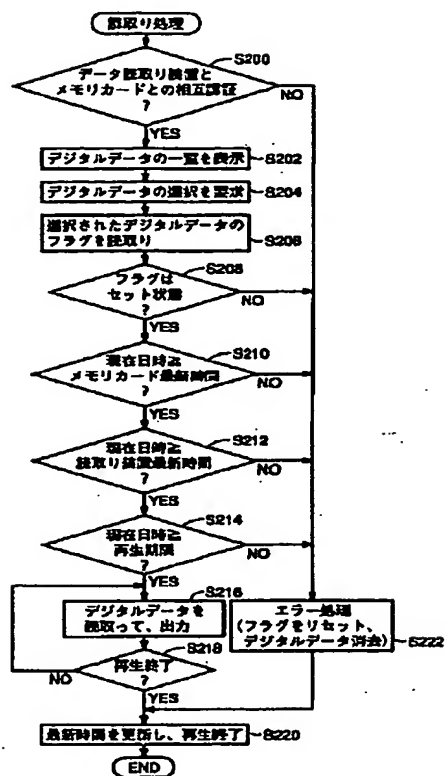 読取り処理
S200
データ読取り装置と
メモリカードとの相互認証
?
NO
YES
デジタルデータの一覧を表示
S202
デジタルデータの選択を要求
S204
選択されたデジタルデータの
フラグを読取り
S206
S208
フラグは
セット状態
?
NO
YES
S210
現在日時≧
メモリカード最新時間
?
NO
YES
S212
現在日時≧
読取り装置最新時間
?
NO
YES
S214
現在日時≧
再生期限
?
NO
YES
S216
デジタルデータを
読取って、出力
エラー処理
(フラグをリセット、
デジタルデータ消去)
S222
S218
再生終了
?
NO
YES
最新時間を更新し、再生終了
S220
END